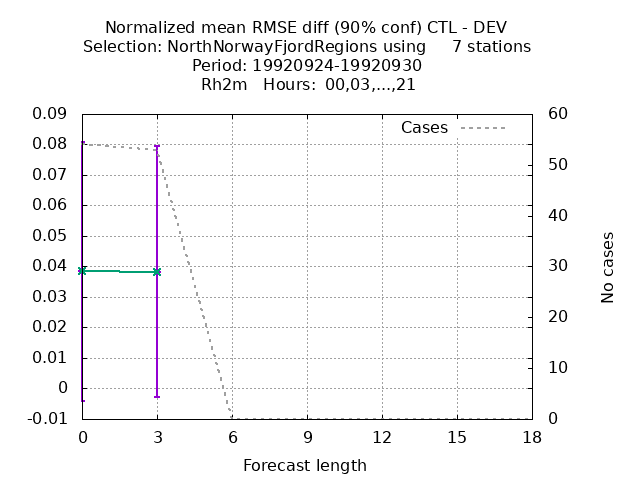 Normalized mean RMSE diff (90% conf) CTL - DEV
Selection: NorthNorwayFjordRegions using     7 stations
Period: 19920924-19920930
Rh2m   Hours:  00,03,...,21
Cases
0.09
0.08
0.07
0.06
0.05
0.04
0.03
0.02
0.01
0
-0.01
60
50
40
30
20
10
0
No cases
0 3 6 9 12 15 18
Forecast length